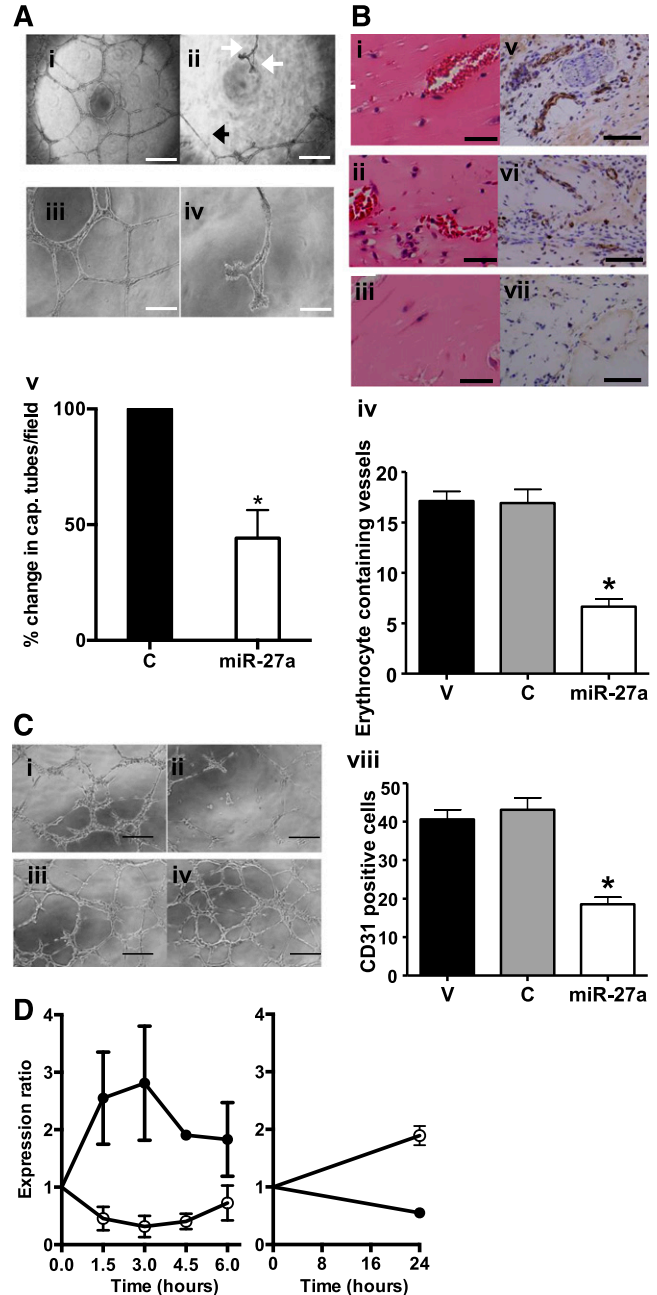 A
i
ii
iii
iv
v
% change in cap. tubes/field
100
50
0
*
C
miR-27a
B
i
v
ii
vi
iii
vii
iv
Erythrocyte containing vessels
20
15
10
5
0
*
V
C
miR-27a
viii
CD31 positive cells
50
40
30
20
10
0
*
V
C
miR-27a
C
i
ii
iii
iv
D
Expression ratio
4
3
2
1
0
0.0 1.5 3.0 4.5 6.0
Time (hours)
4
3
2
1
0
0 8 16 24
Time (hours)